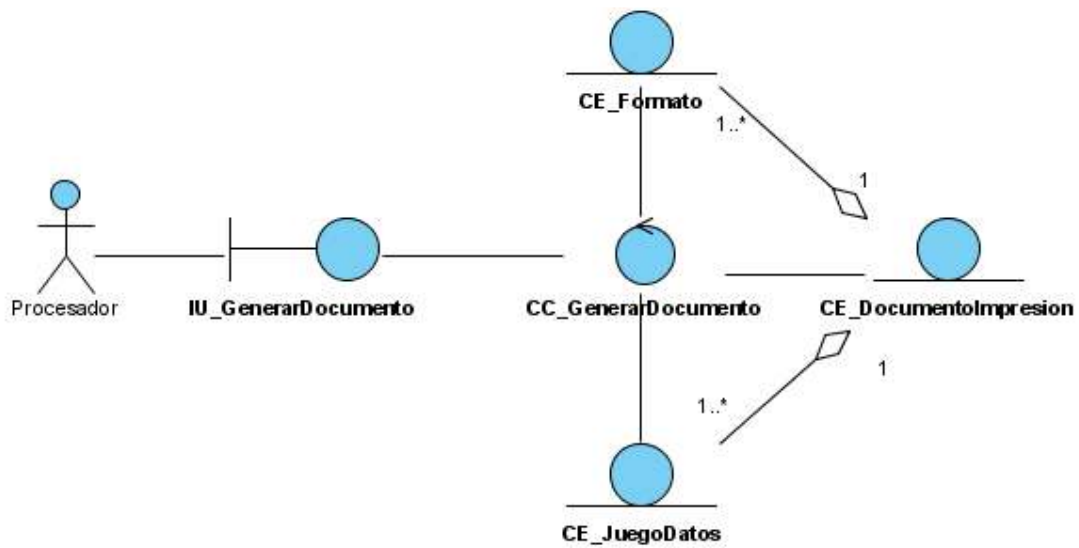 CE_Formato
1..*
1
Procesador
IU_GenerarDocumento
CC_GenerarDocumento
CE_DocumentoImpresion
1
1..*
CE_JuegoDatos